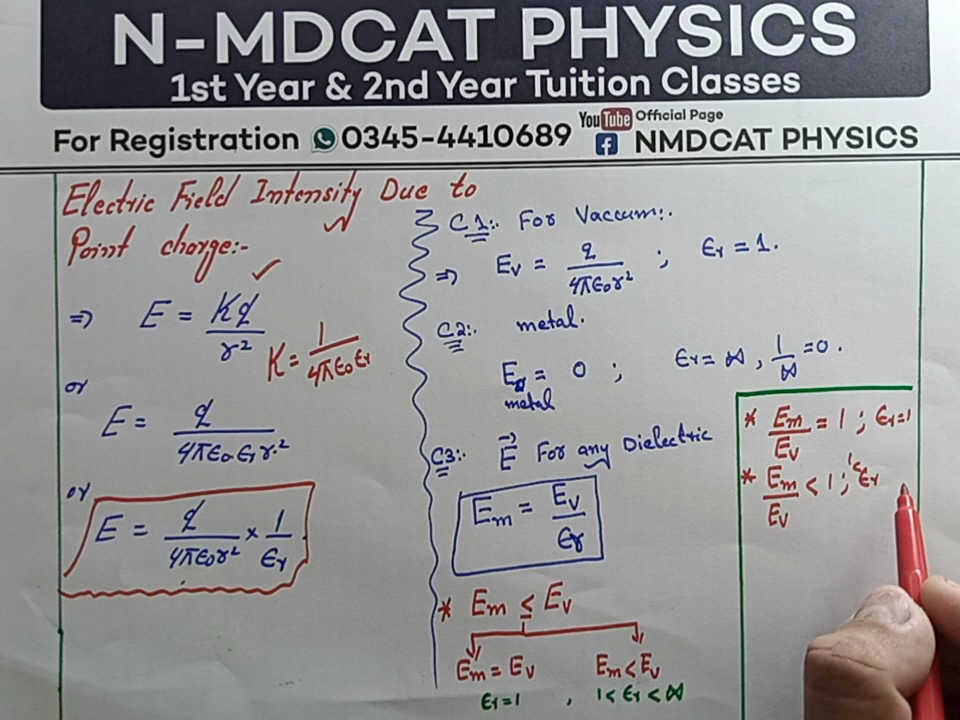 N-MDCAT PHYSICS
1st Year & 2nd Year Tuition Classes
For Registration 0345-4410689 YouTube Official Page
NMDCAT PHYSICS
Electric Field Intensity Due to
Point charge:-
⇒ E = Kq/r²
K = 1/4πε₀εr
or
E = q/4πε₀εr r²
or
E = q/4πε₀r² × 1/εr
C1:- For Vaccum:-
⇒ Ev = q/4πε₀r² ; εr = 1.
C2:- metal.
E metal = 0 ; εr = ∞ , 1/∞ = 0.
C3:- E⃗ For any Dielectric
Em = Ev/εr
* Em ≤ Ev
Em = Ev Em < Ev
εr = 1 , 1 < εr < ∞
* Em/Ev = 1 ; εr = 1
* Em/Ev < 1 ; 1 < εr